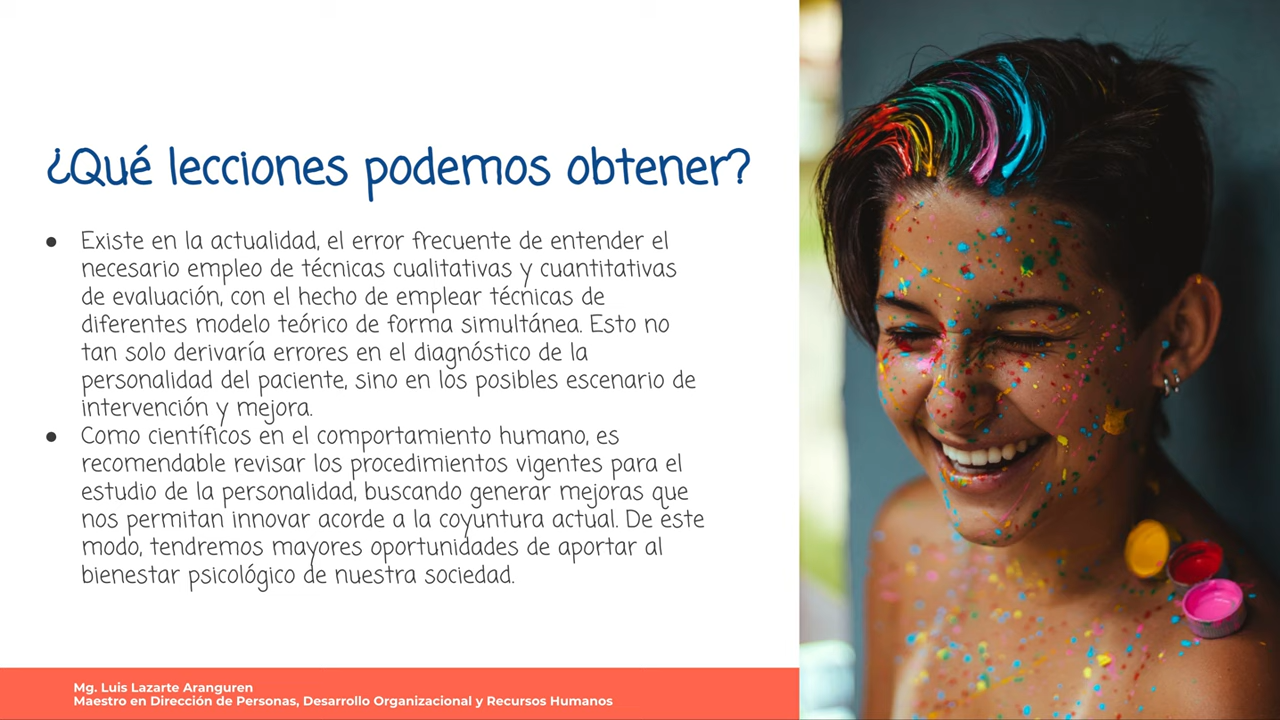 ¿Qué lecciones podemos obtener?
● Existe en la actualidad, el error frecuente de entender el
necesario empleo de técnicas cualitativas y cuantitativas
de evaluación, con el hecho de emplear técnicas de
diferentes modelo teórico de forma simultánea. Esto no
tan solo derivaría errores en el diagnóstico de la
personalidad del paciente, sino en los posibles escenario de
intervención y mejora.
● Como científicos en el comportamiento humano, es
recomendable revisar los procedimientos vigentes para el
estudio de la personalidad, buscando generar mejoras que
nos permitan innovar acorde a la coyuntura actual. De este
modo, tendremos mayores oportunidades de aportar al
bienestar psicológico de nuestra sociedad.
Mg. Luis Lazarte Aranguren
Maestro en Dirección de Personas, Desarrollo Organizacional y Recursos Humanos